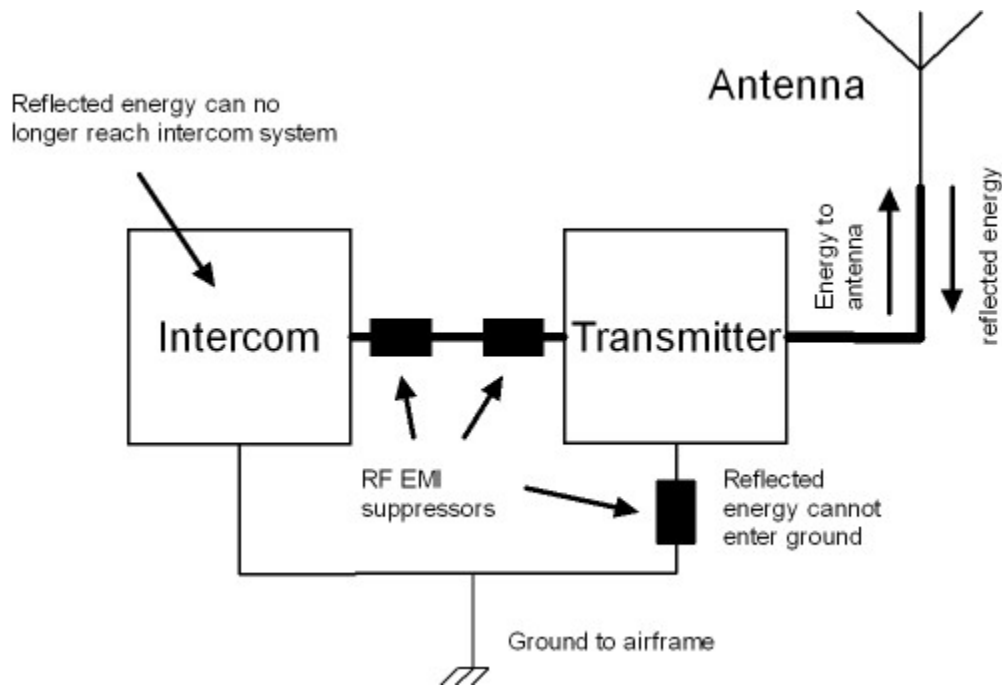 Antenna
Reflected energy can no
longer reach intercom system
Energy to
antenna
reflected energy
Intercom
Transmitter
RF EMI
suppressors
Reflected
energy cannot
enter ground
Ground to airframe